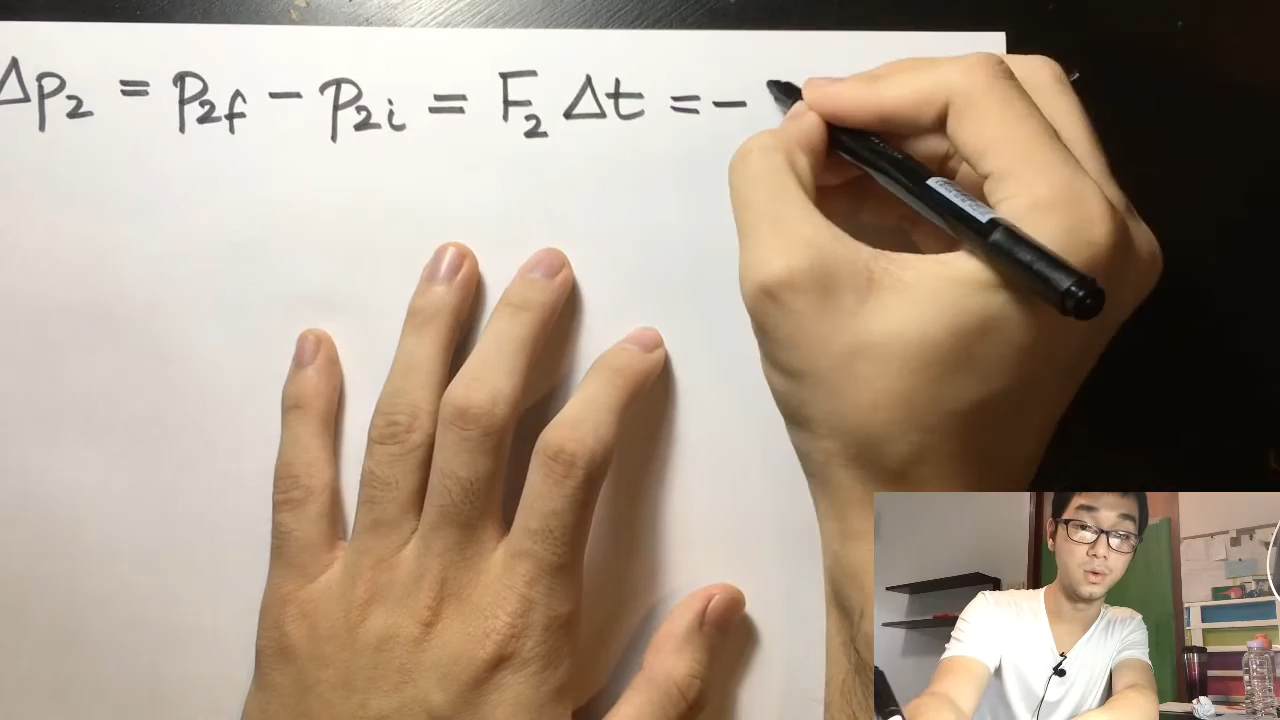 Δp₂ = p₂f − p₂i = F₂ Δt = −